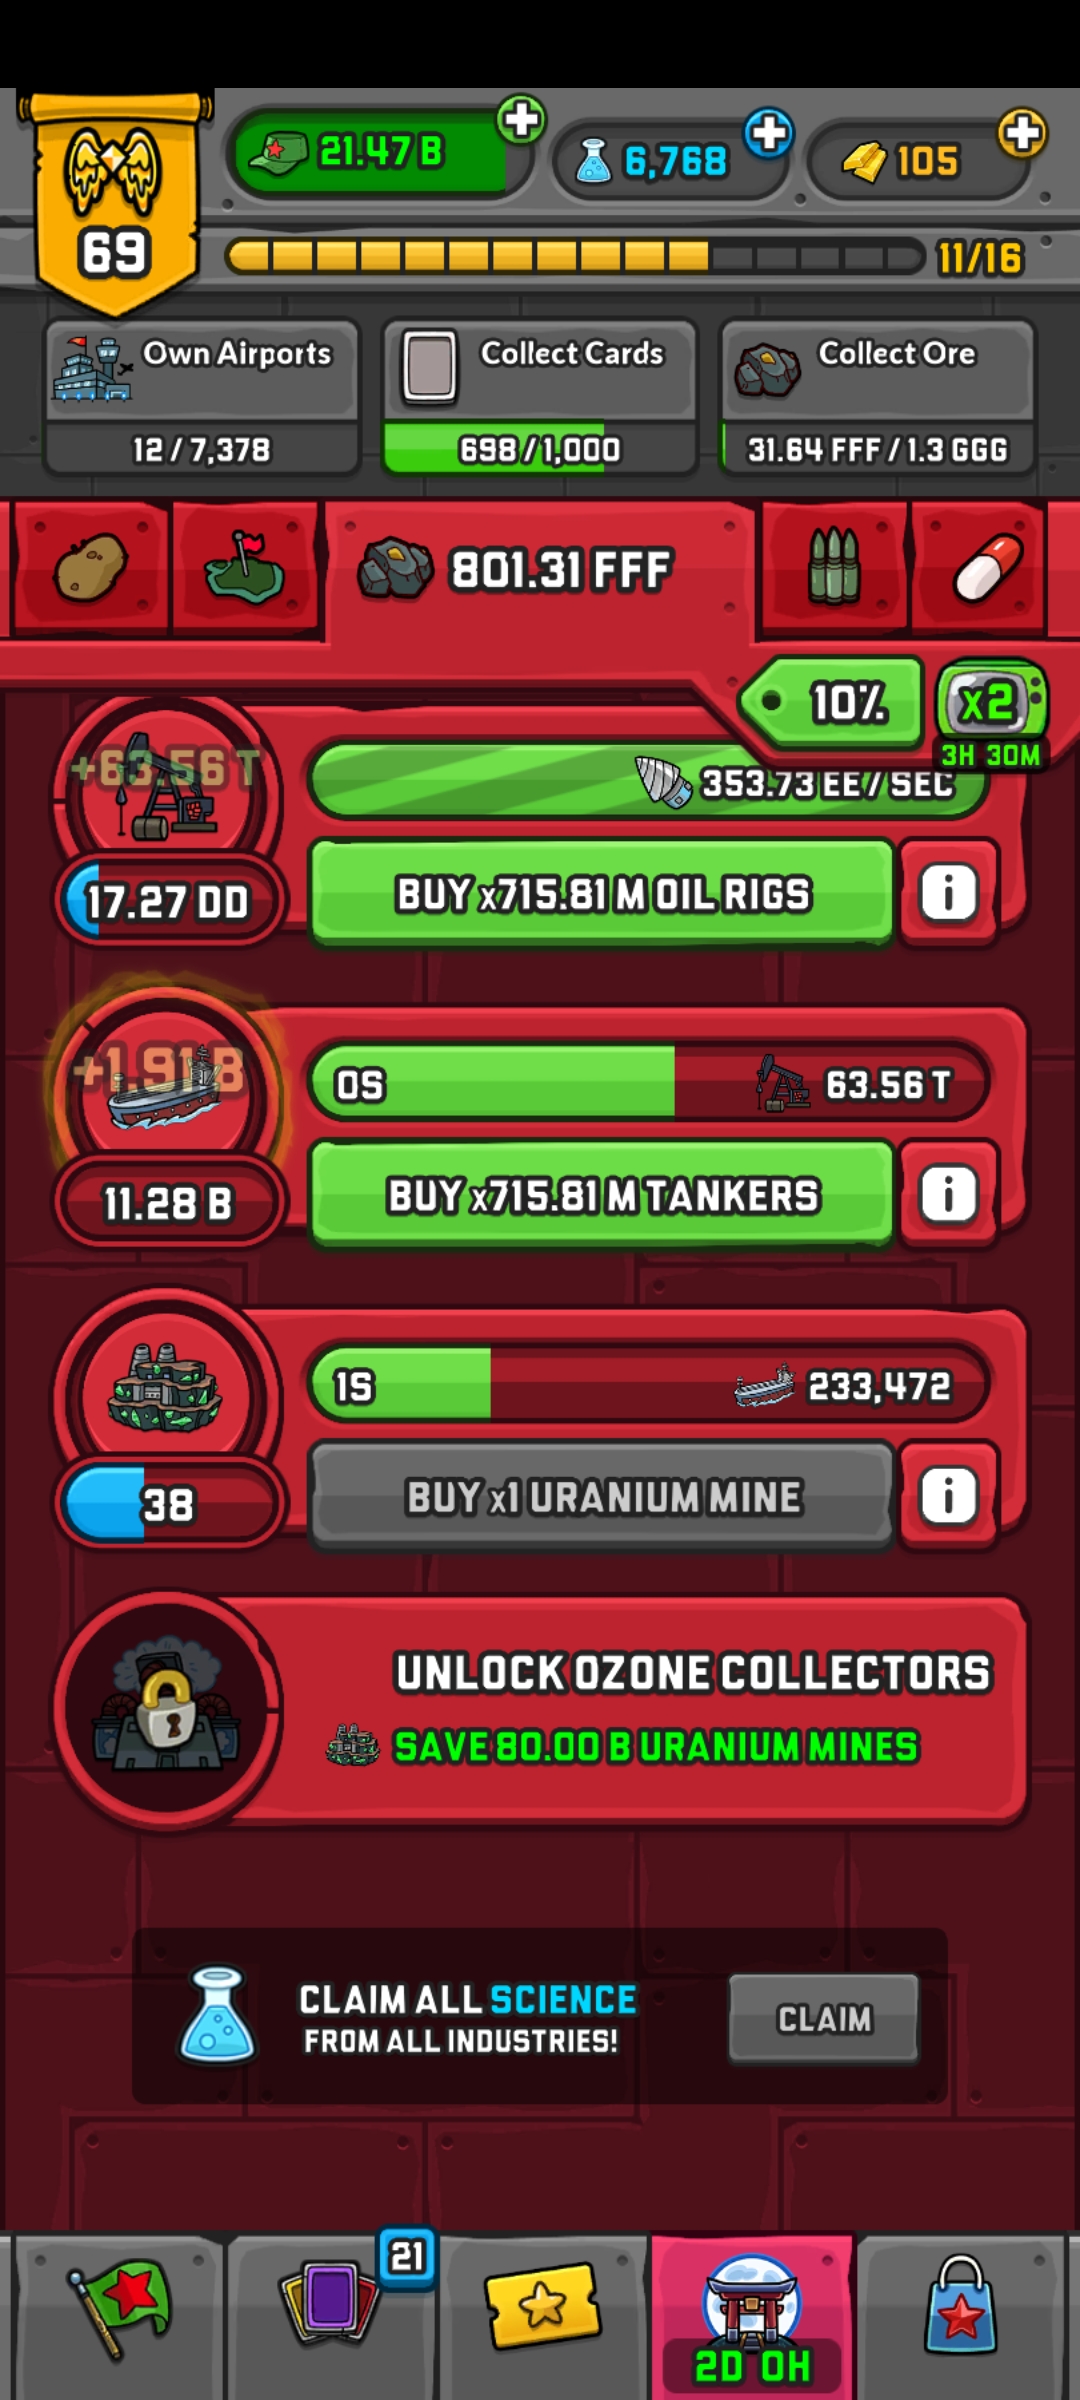 69
21.47 B
6,768
105
11/16
Own Airports
12 / 7,378
Collect Cards
698 / 1,000
Collect Ore
31.64 FFF / 1.3 GGG
801.31 FFF
10%
x2
3H 30M
+63.56 T
353.73 EE / SEC
17.27 DD
BUY x715.81 M OIL RIGS
i
+1.91 B
0S
63.56 T
11.28 B
BUY x715.81 M TANKERS
i
1S
233,472
38
BUY x1 URANIUM MINE
i
UNLOCK OZONE COLLECTORS
SAVE 80.00 B URANIUM MINES
CLAIM ALL SCIENCE
FROM ALL INDUSTRIES!
CLAIM
21
2D 0H